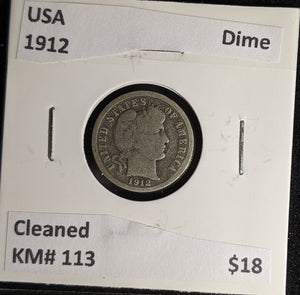 USA
1912 Dime
UNITED STATES OF AMERICA
1912
Cleaned
KM# 113 $18